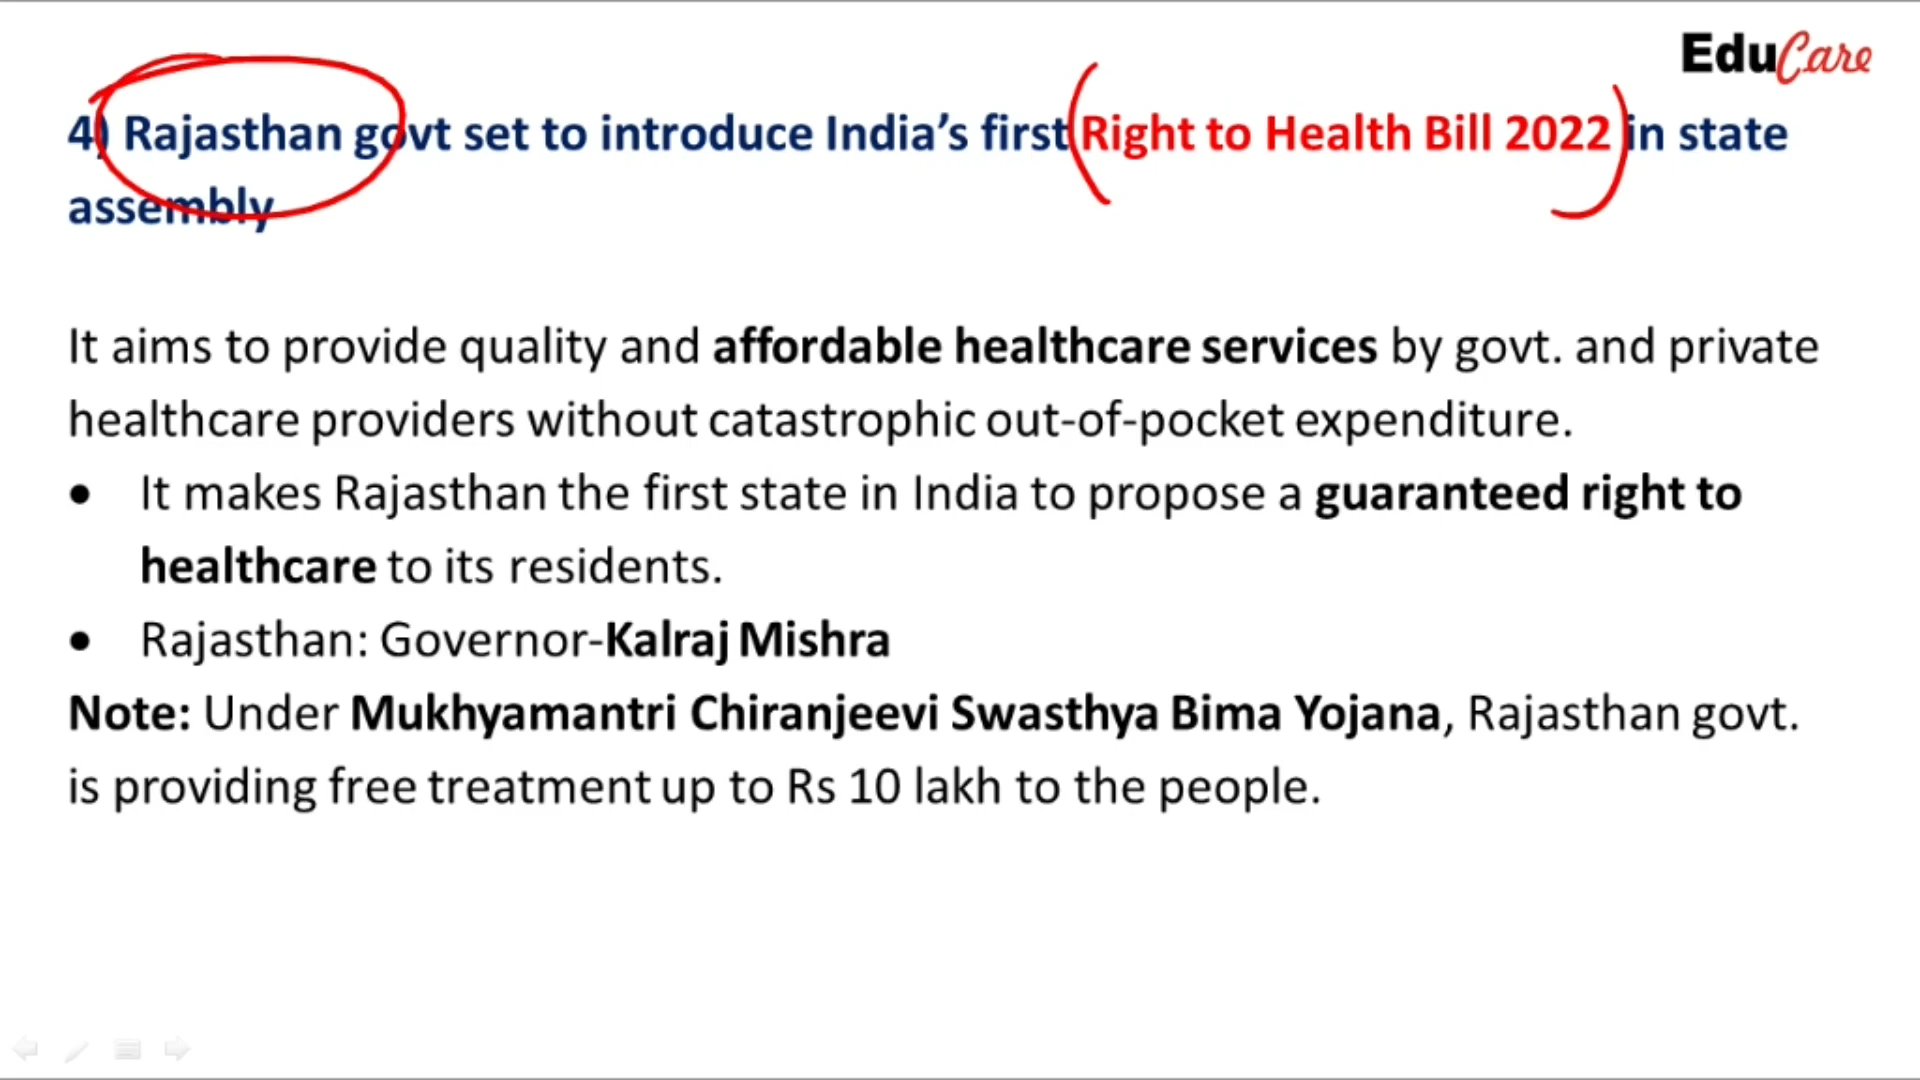 EduCare
4) Rajasthan govt set to introduce India’s first Right to Health Bill 2022 in state
assembly
It aims to provide quality and affordable healthcare services by govt. and private
healthcare providers without catastrophic out-of-pocket expenditure.
• It makes Rajasthan the first state in India to propose a guaranteed right to
healthcare to its residents.
• Rajasthan: Governor-Kalraj Mishra
Note: Under Mukhyamantri Chiranjeevi Swasthya Bima Yojana, Rajasthan govt.
is providing free treatment up to Rs 10 lakh to the people.